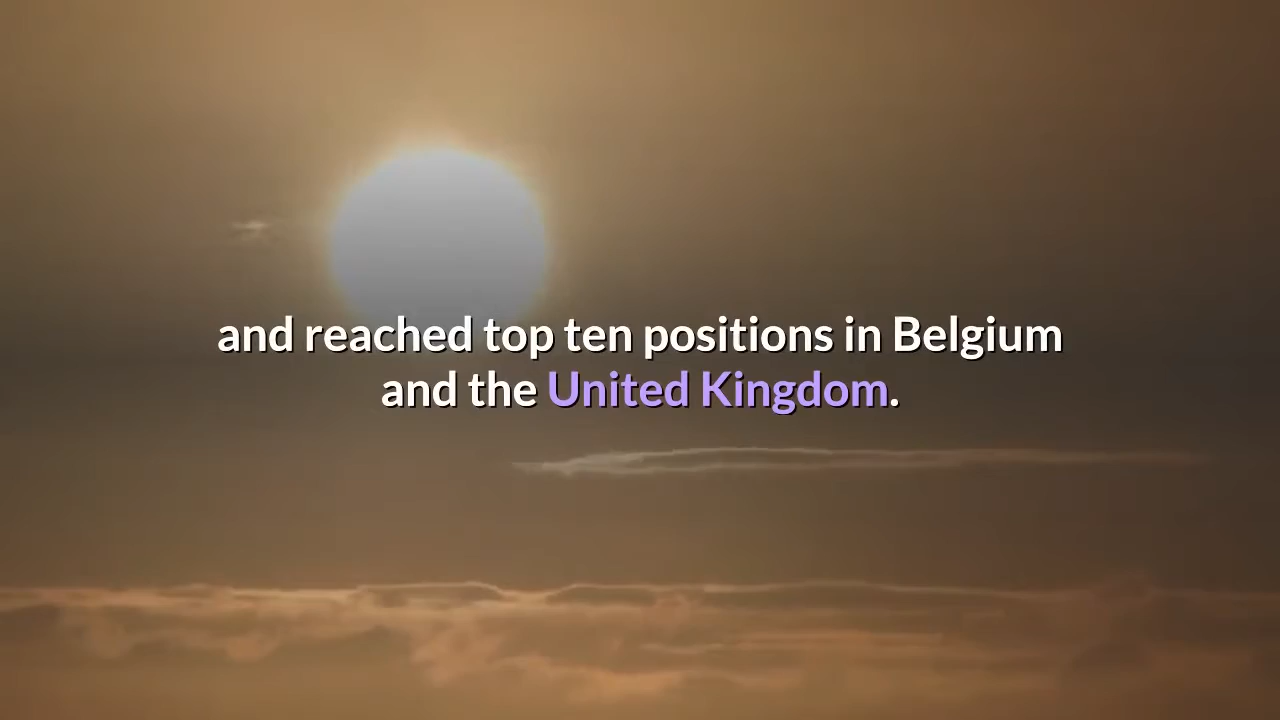 and reached top ten positions in Belgium
and the United Kingdom.